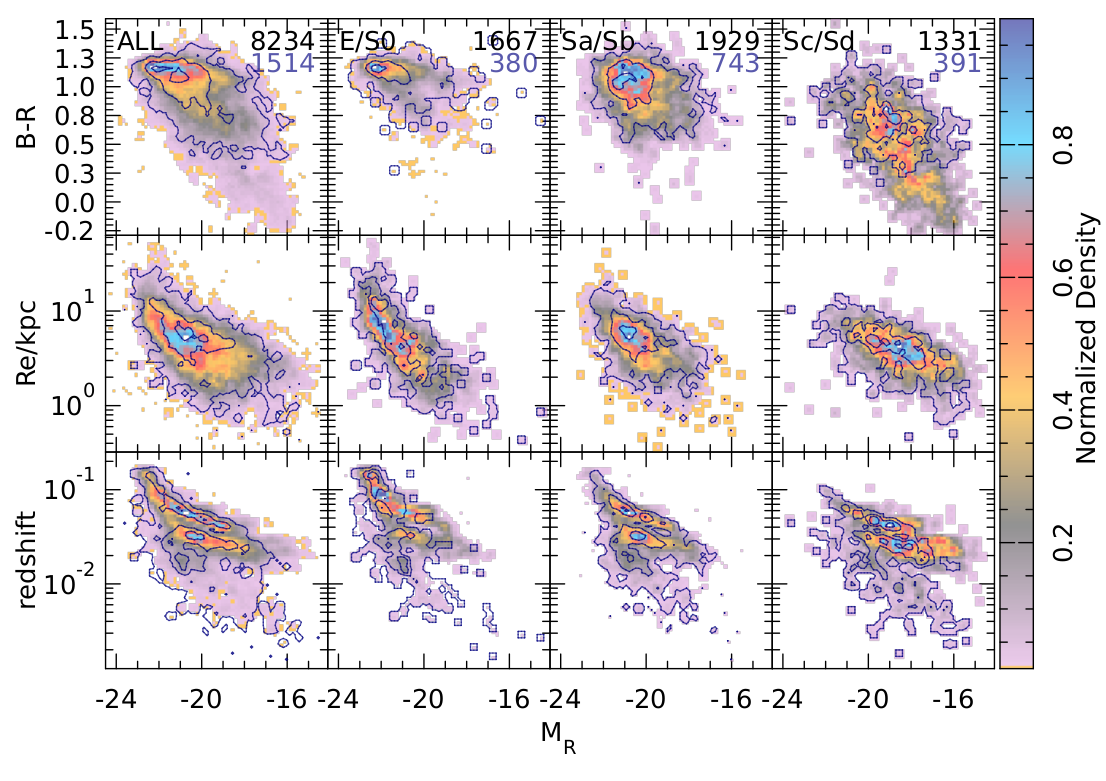 ALL 8234 E/S0 1667 Sa/Sb 1929 Sc/Sd 1331
1514 380 743 391
B-R
1.5
1.3
1.0
0.8
0.5
0.3
0.0
-0.2
Re/kpc
10^1
10^0
redshift
10^-1
10^-2
-24 -20 -16 -24 -20 -16 -24 -20 -16 -24 -20 -16
M_R
0.8
0.6
0.4
0.2
Normalized Density